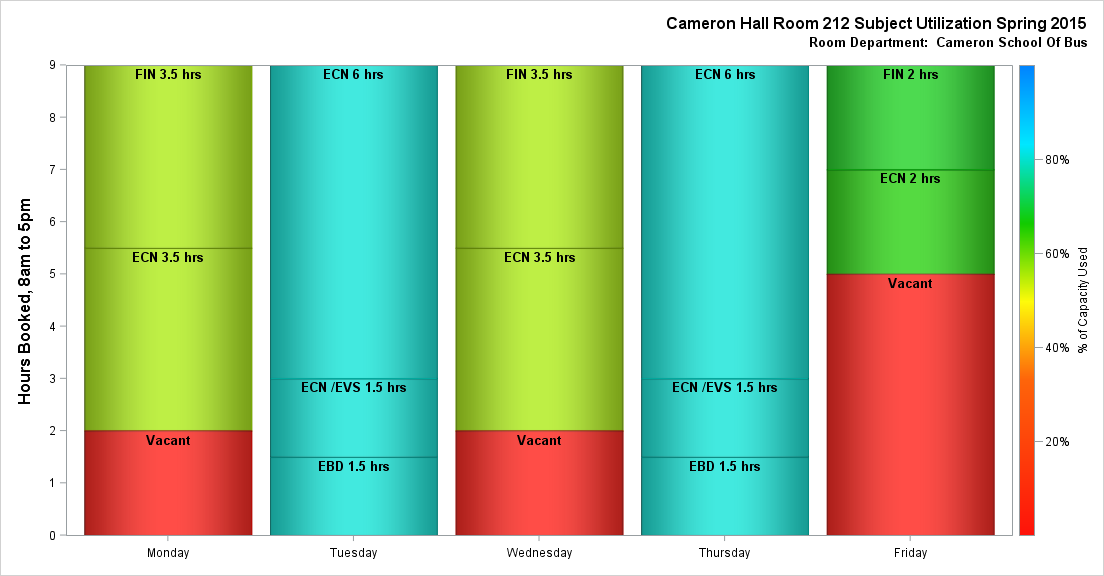 Cameron Hall Room 212 Subject Utilization Spring 2015
Room Department:  Cameron School Of Bus
Hours Booked, 8am to 5pm
9
8
7
6
5
4
3
2
1
0
FIN 3.5 hrs
ECN 3.5 hrs
Vacant
ECN 6 hrs
ECN /EVS 1.5 hrs
EBD 1.5 hrs
FIN 3.5 hrs
ECN 3.5 hrs
Vacant
ECN 6 hrs
ECN /EVS 1.5 hrs
EBD 1.5 hrs
FIN 2 hrs
ECN 2 hrs
Vacant
Monday
Tuesday
Wednesday
Thursday
Friday
80%
60%
40%
20%
% of Capacity Used